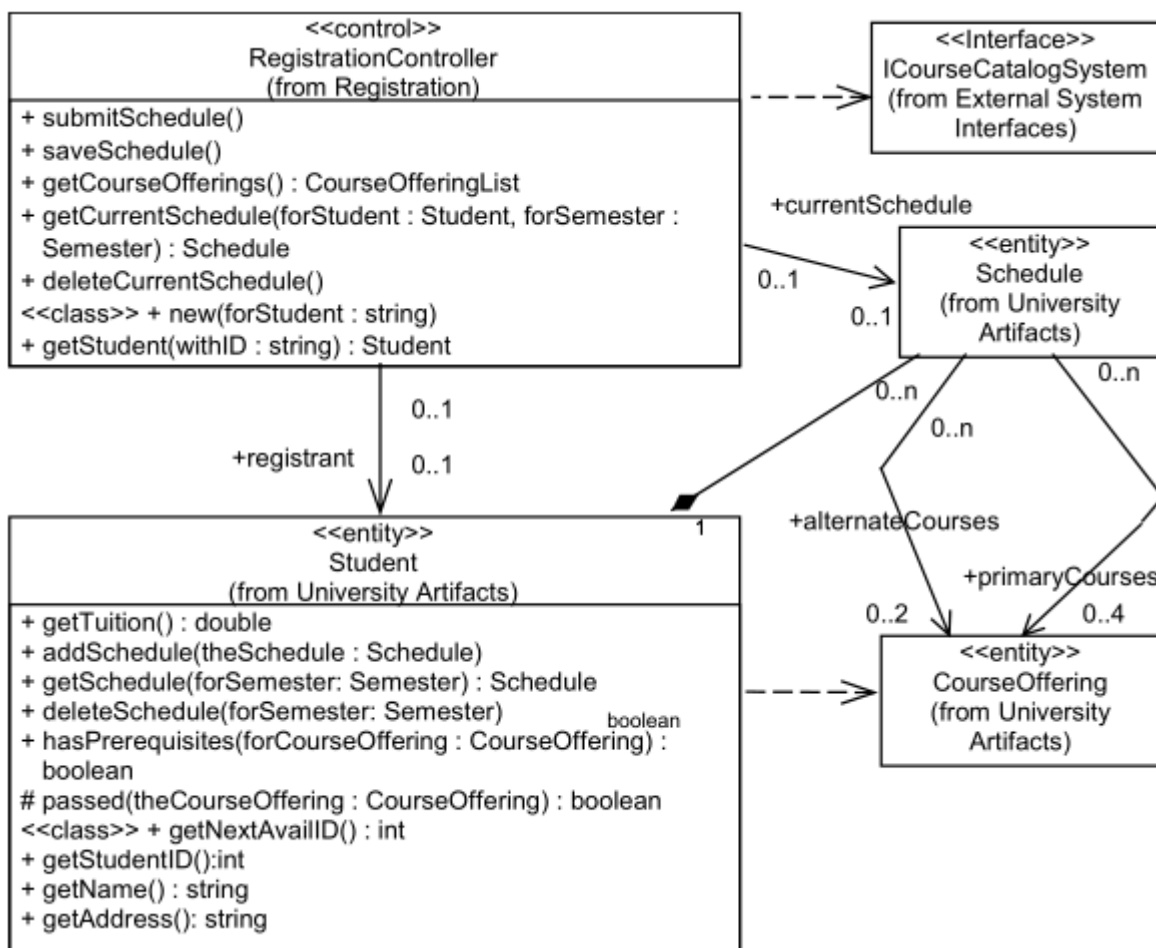 <<control>>
RegistrationController
(from Registration)
+ submitSchedule()
+ saveSchedule()
+ getCourseOfferings() : CourseOfferingList
+ getCurrentSchedule(forStudent : Student, forSemester :
Semester) : Schedule
+ deleteCurrentSchedule()
<<class>> + new(forStudent : string)
+ getStudent(withID : string) : Student
<<Interface>>
ICourseCatalogSystem
(from External System
Interfaces)
+currentSchedule
0..1
0..1
<<entity>>
Schedule
(from University
Artifacts)
0..1
+registrant
0..1
0..n
0..n
0..n
1
+alternateCourses
+primaryCourses
0..2
0..4
<<entity>>
Student
(from University Artifacts)
+ getTuition() : double
+ addSchedule(theSchedule : Schedule)
+ getSchedule(forSemester: Semester) : Schedule
+ deleteSchedule(forSemester: Semester)
boolean
+ hasPrerequisites(forCourseOffering : CourseOffering) :
boolean
# passed(theCourseOffering : CourseOffering) : boolean
<<class>> + getNextAvailID() : int
+ getStudentID():int
+ getName() : string
+ getAddress(): string
<<entity>>
CourseOffering
(from University
Artifacts)